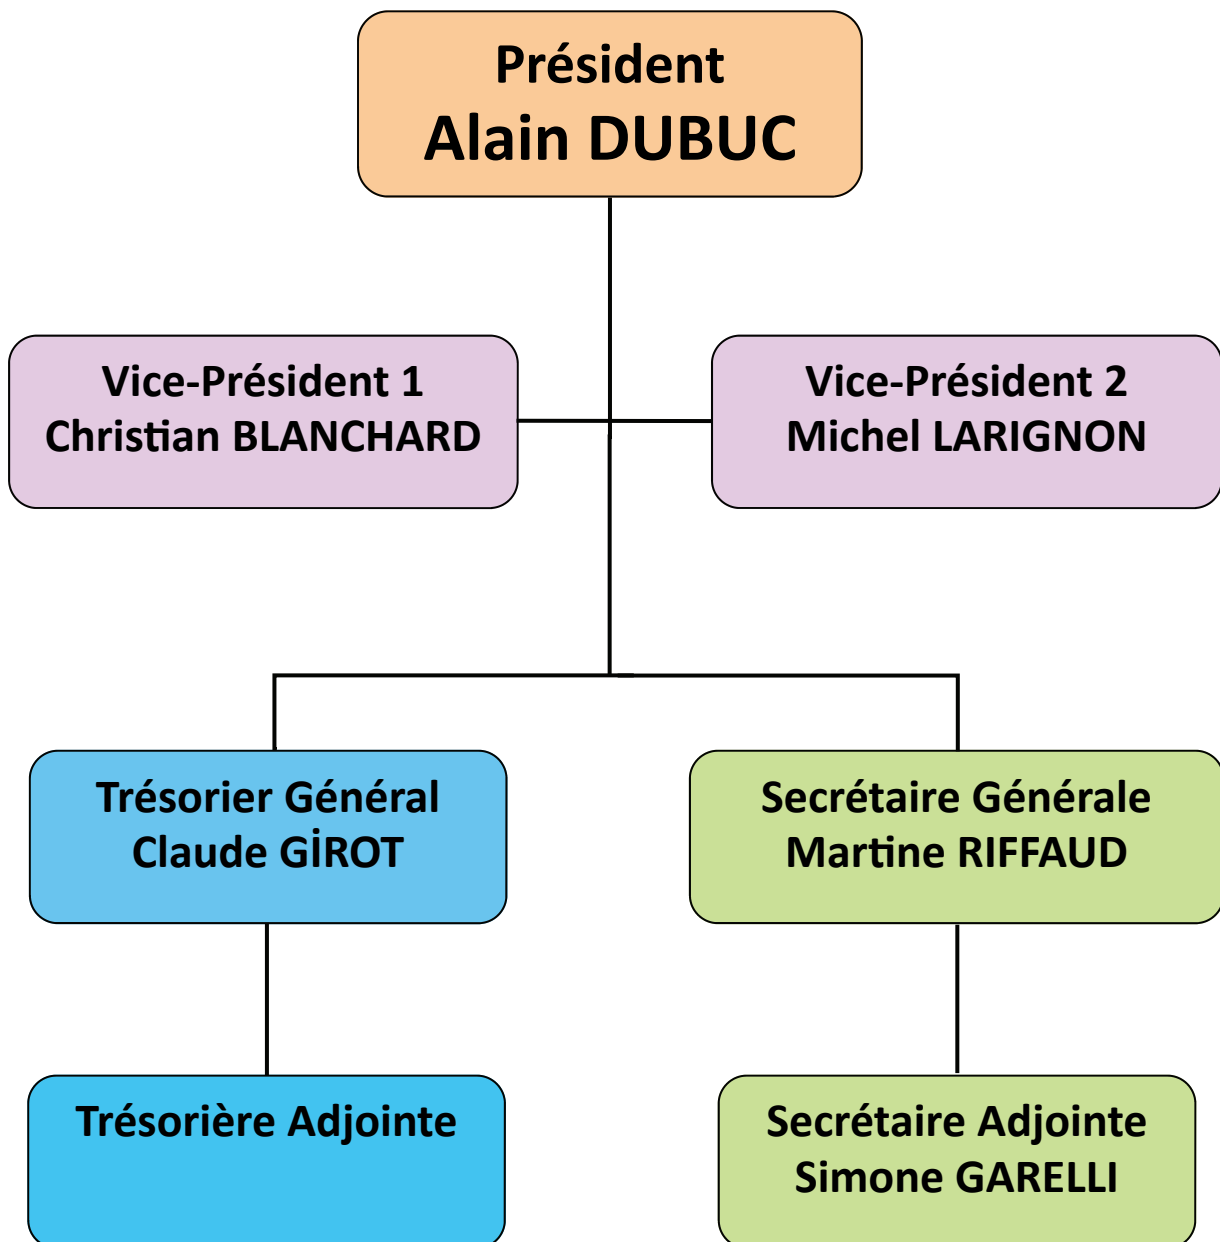 Président
Alain DUBUC
Vice-Président 1
Christian BLANCHARD
Vice-Président 2
Michel LARIGNON
Trésorier Général
Claude GİROT
Secrétaire Générale
Martine RIFFAUD
Trésorière Adjointe
Secrétaire Adjointe
Simone GARELLI